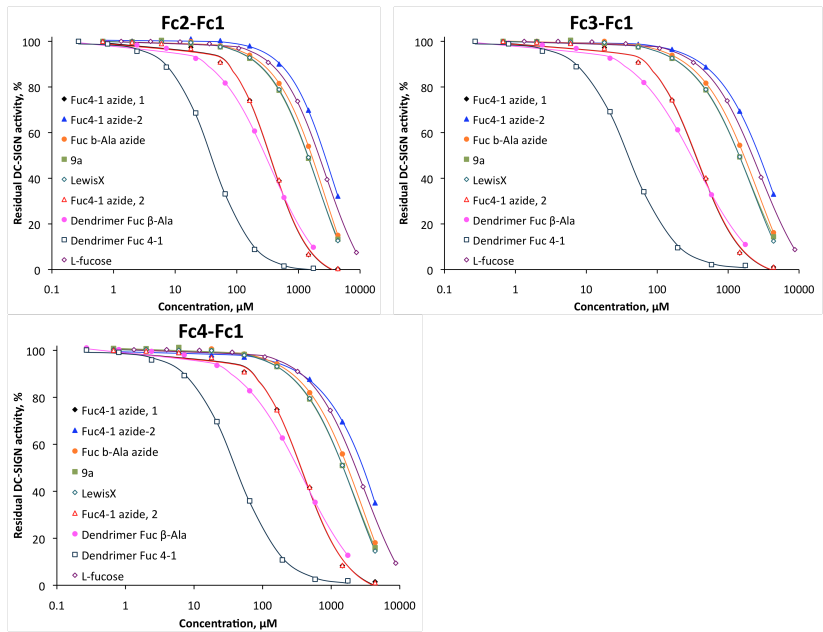 Fc2-Fc1
Residual DC-SIGN activity, %
100
80
60
40
20
0
Fuc4-1 azide, 1
Fuc4-1 azide-2
Fuc b-Ala azide
9a
LewisX
Fuc4-1 azide, 2
Dendrimer Fuc β-Ala
Dendrimer Fuc 4-1
L-fucose
0.1 1 10 100 1000 10000
Concentration, µM
Fc3-Fc1
Residual DC-SIGN activity, %
100
80
60
40
20
0
Fuc4-1 azide, 1
Fuc4-1 azide-2
Fuc b-Ala azide
9a
LewisX
Fuc4-1 azide, 2
Dendrimer Fuc β-Ala
Dendrimer Fuc 4-1
L-fucose
0.1 1 10 100 1000 10000
Concentration, µM
Fc4-Fc1
Residual DC-SIGN activity, %
100
80
60
40
20
0
Fuc4-1 azide, 1
Fuc4-1 azide-2
Fuc b-Ala azide
9a
LewisX
Fuc4-1 azide, 2
Dendrimer Fuc β-Ala
Dendrimer Fuc 4-1
L-fucose
0.1 1 10 100 1000 10000
Concentration, µM